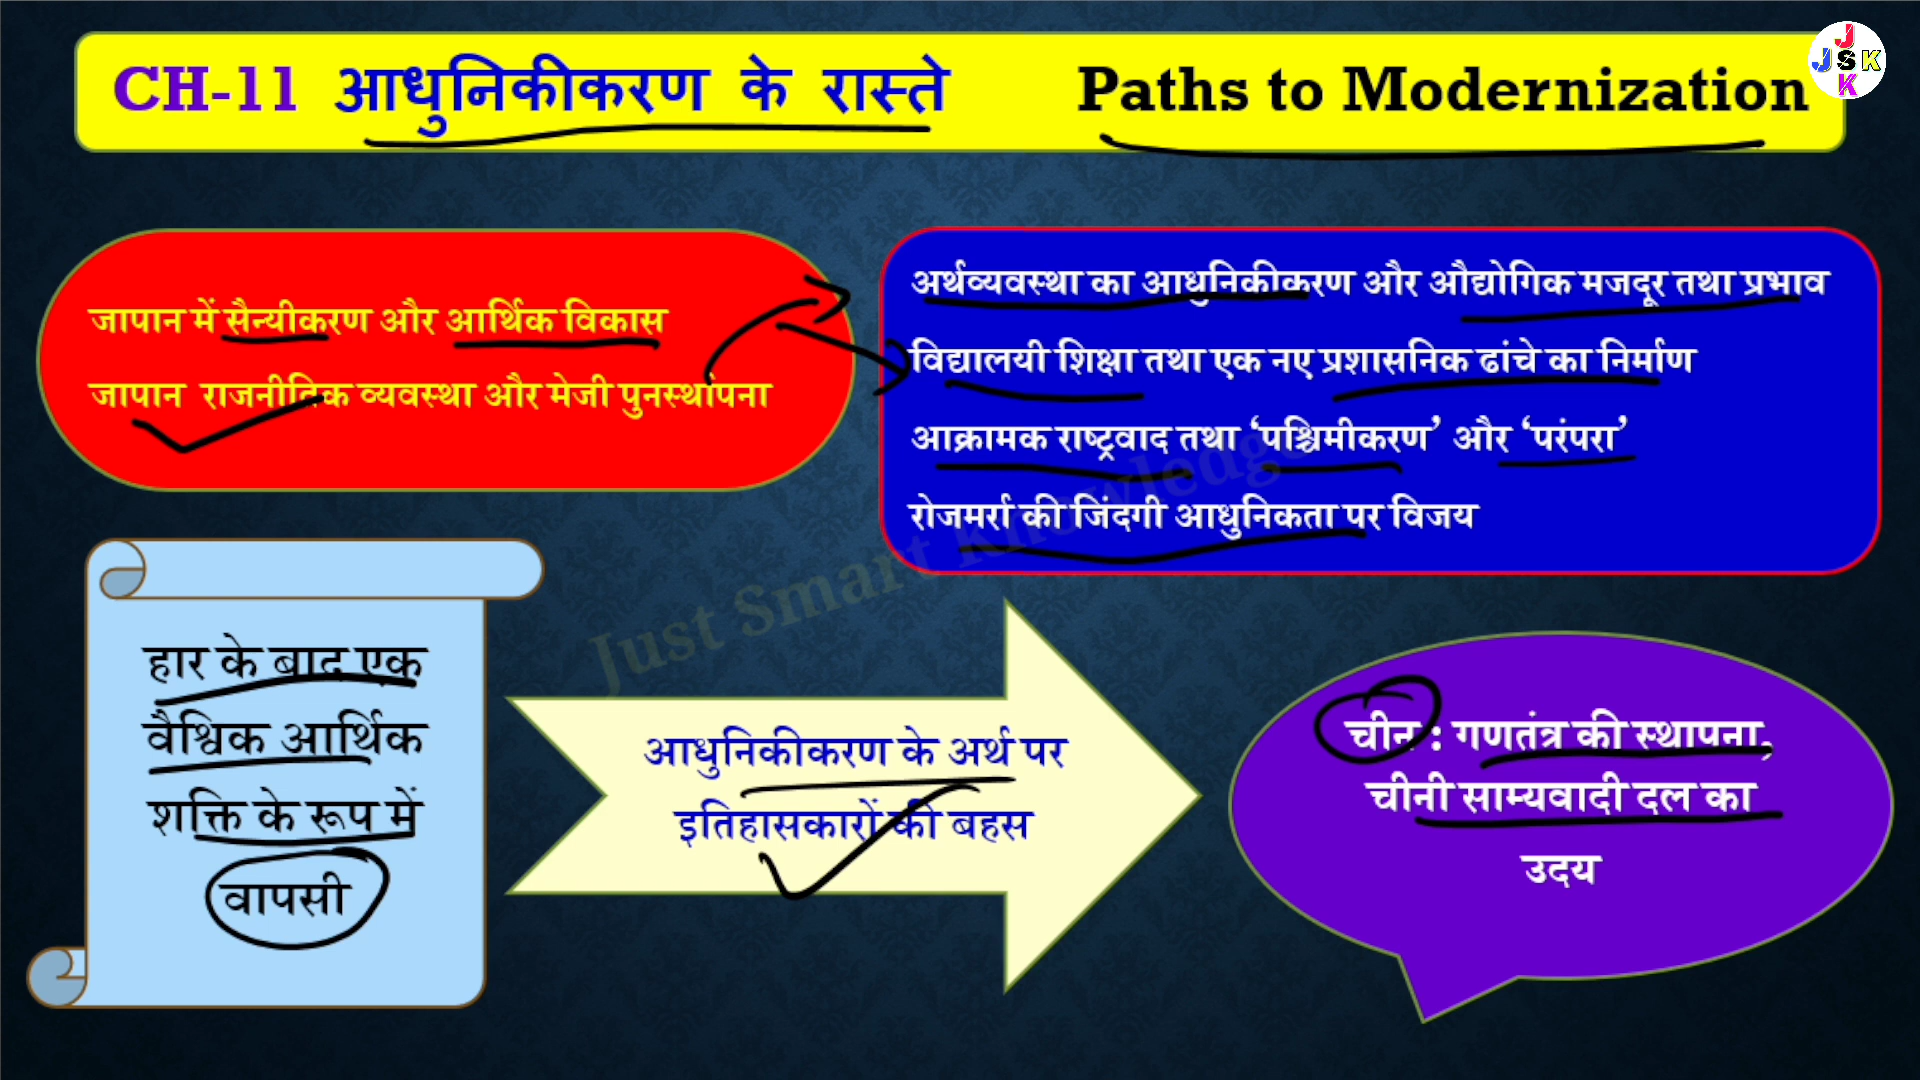 CH-11 आधुनिकीकरण के रास्ते Paths to Modernization
J
J S K
K
जापान में सैन्यीकरण और आर्थिक विकास
जापान राजनीतिक व्यवस्था और मेजी पुनर्स्थापना
अर्थव्यवस्था का आधुनिकीकरण और औद्योगिक मजदूर तथा प्रभाव
विद्यालयी शिक्षा तथा एक नए प्रशासनिक ढांचे का निर्माण
आक्रामक राष्ट्रवाद तथा ‘पश्चिमीकरण’ और ‘परंपरा’
रोजमर्रा की जिंदगी आधुनिकता पर विजय
Just Smart Knowledge
हार के बाद एक
वैश्विक आर्थिक
शक्ति के रूप में
वापसी
आधुनिकीकरण के अर्थ पर
इतिहासकारों की बहस
चीन : गणतंत्र की स्थापना,
चीनी साम्यवादी दल का
उदय